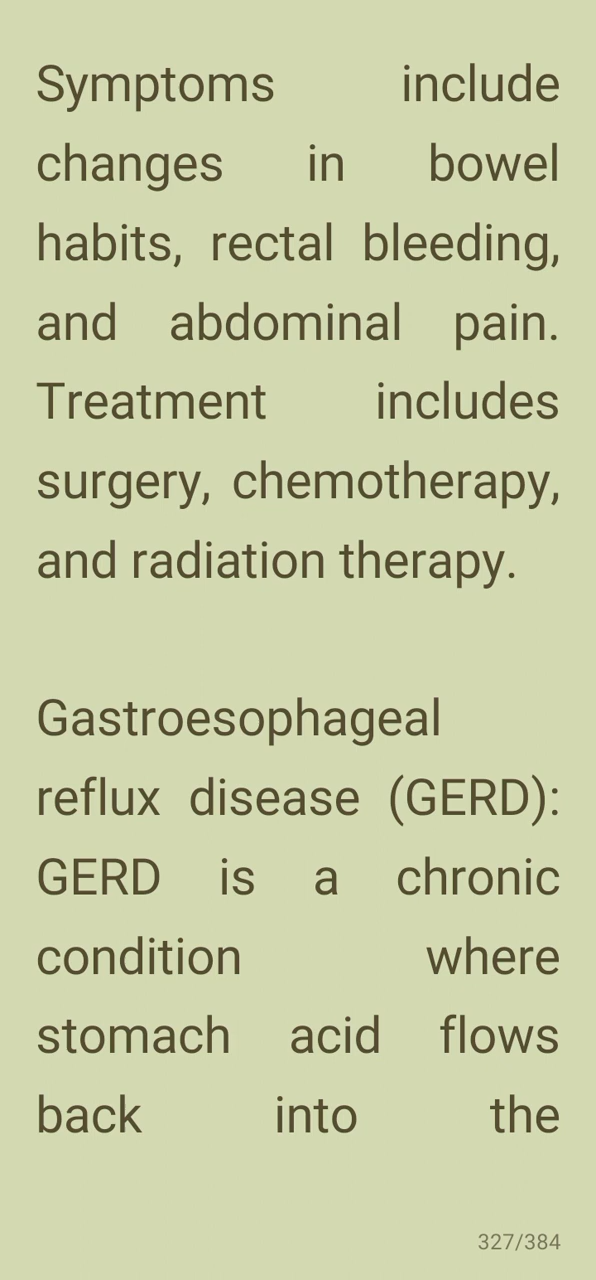 Symptoms include
changes in bowel
habits, rectal bleeding,
and abdominal pain.
Treatment includes
surgery, chemotherapy,
and radiation therapy.
Gastroesophageal
reflux disease (GERD):
GERD is a chronic
condition where
stomach acid flows
back into the
327/384